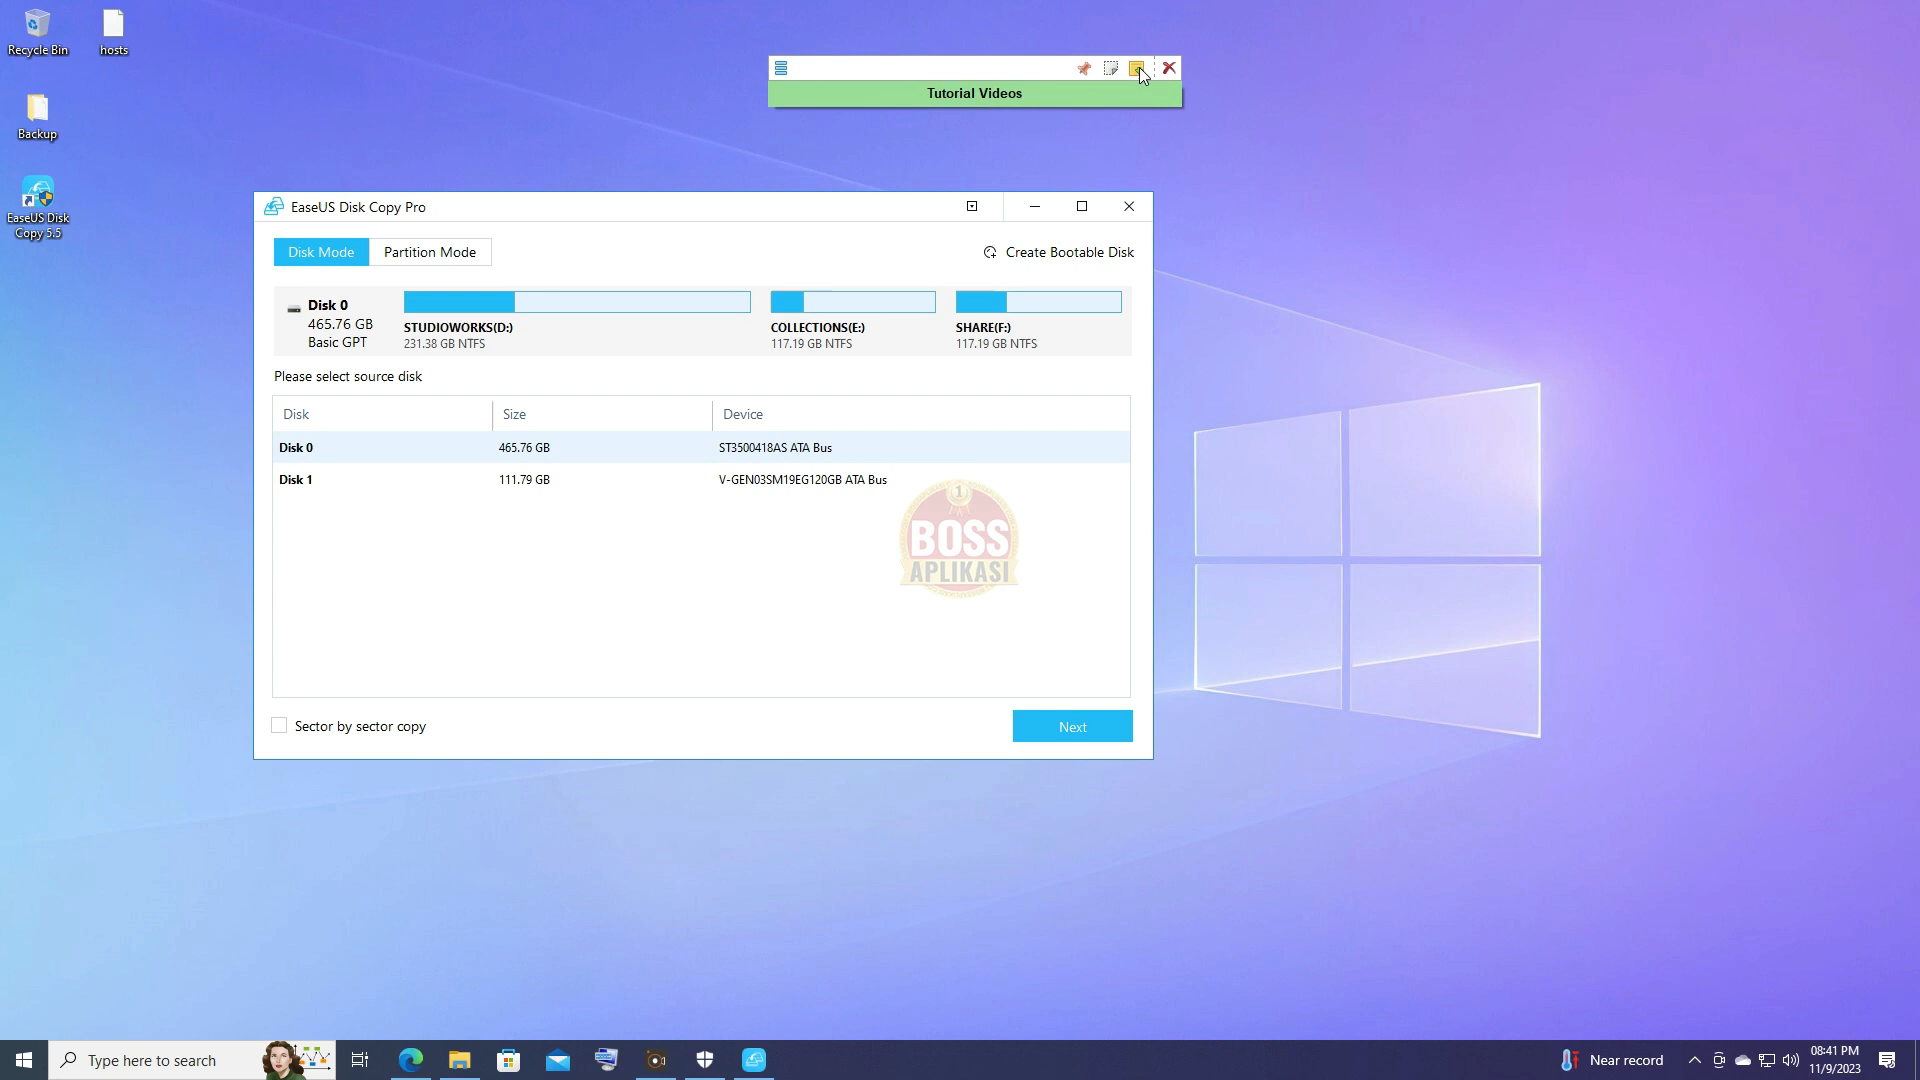 Recycle Bin
hosts
Backup
EaseUS Disk
Copy 5.5
Tutorial Videos
EaseUS Disk Copy Pro
Disk Mode
Partition Mode
Create Bootable Disk
Disk 0
465.76 GB
Basic GPT
STUDIOWORKS(D:)
231.38 GB NTFS
COLLECTIONS(E:)
117.19 GB NTFS
SHARE(F:)
117.19 GB NTFS
Please select source disk
Disk Size Device
Disk 0 465.76 GB ST3500418AS ATA Bus
Disk 1 111.79 GB V-GEN03SM19EG120GB ATA Bus
1
BOSS
APLIKASI
Sector by sector copy
Next
Type here to search
Near record
08:41 PM
11/9/2023